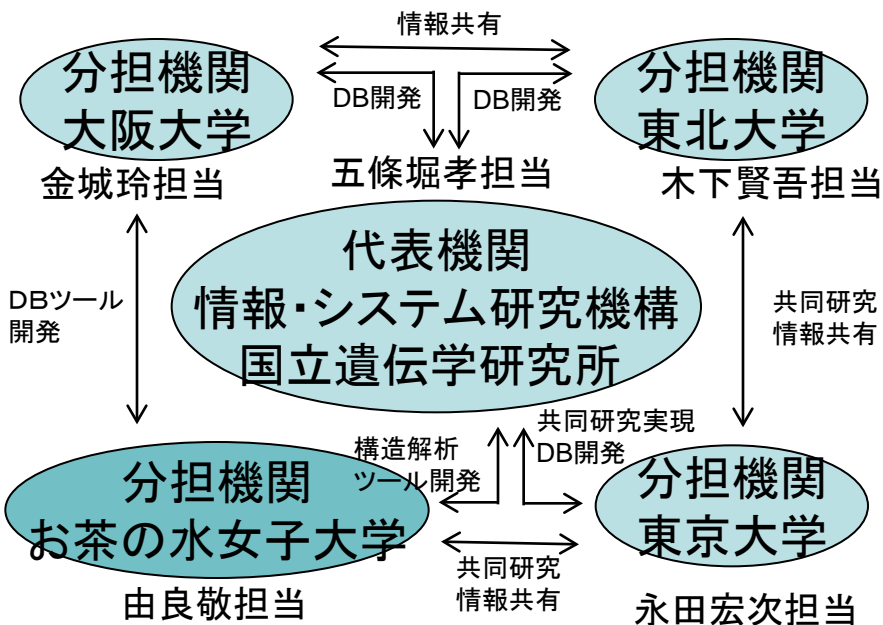 情報共有
分担機関
大阪大学
金城玲担当
DB開発
DB開発
分担機関
東北大学
木下賢吾担当
五條堀孝担当
代表機関
情報・システム研究機構
国立遺伝学研究所
DBツール
開発
共同研究
情報共有
構造解析
ツール開発
共同研究実現
DB開発
分担機関
お茶の水女子大学
由良敬担当
共同研究
情報共有
分担機関
東京大学
永田宏次担当